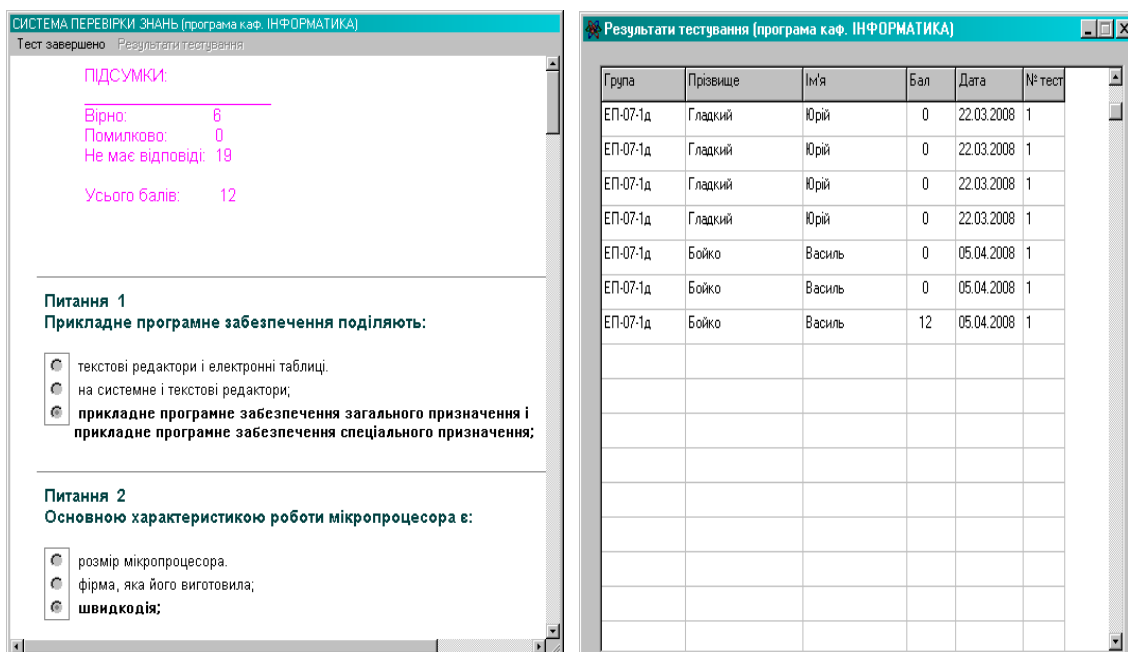 СИСТЕМА ПЕРЕВІРКИ ЗНАНЬ (програма каф. ІНФОРМАТИКА)
Тест завершено Результати тестування
ПІДСУМКИ:
Вірно: 6
Помилково: 0
Не має відповіді: 19
Усього балів: 12
Питання 1
Прикладне програмне забезпечення поділяють:
текстові редактори і електронні таблиці.
на системне і текстові редактори;
прикладне програмне забезпечення загального призначення і
прикладне програмне забезпечення спеціального призначення;
Питання 2
Основною характеристикою роботи мікропроцесора є:
розмір мікропроцесора.
фірма, яка його виготовила;
швидкодія;
Результати тестування (програма каф. ІНФОРМАТИКА)
Група Прізвище Ім'я Бал Дата № тест
ЕП-07-1д Гладкий Юрій 0 22.03.2008 1
ЕП-07-1д Гладкий Юрій 0 22.03.2008 1
ЕП-07-1д Гладкий Юрій 0 22.03.2008 1
ЕП-07-1д Гладкий Юрій 0 22.03.2008 1
ЕП-07-1д Бойко Василь 0 05.04.2008 1
ЕП-07-1д Бойко Василь 0 05.04.2008 1
ЕП-07-1д Бойко Василь 12 05.04.2008 1